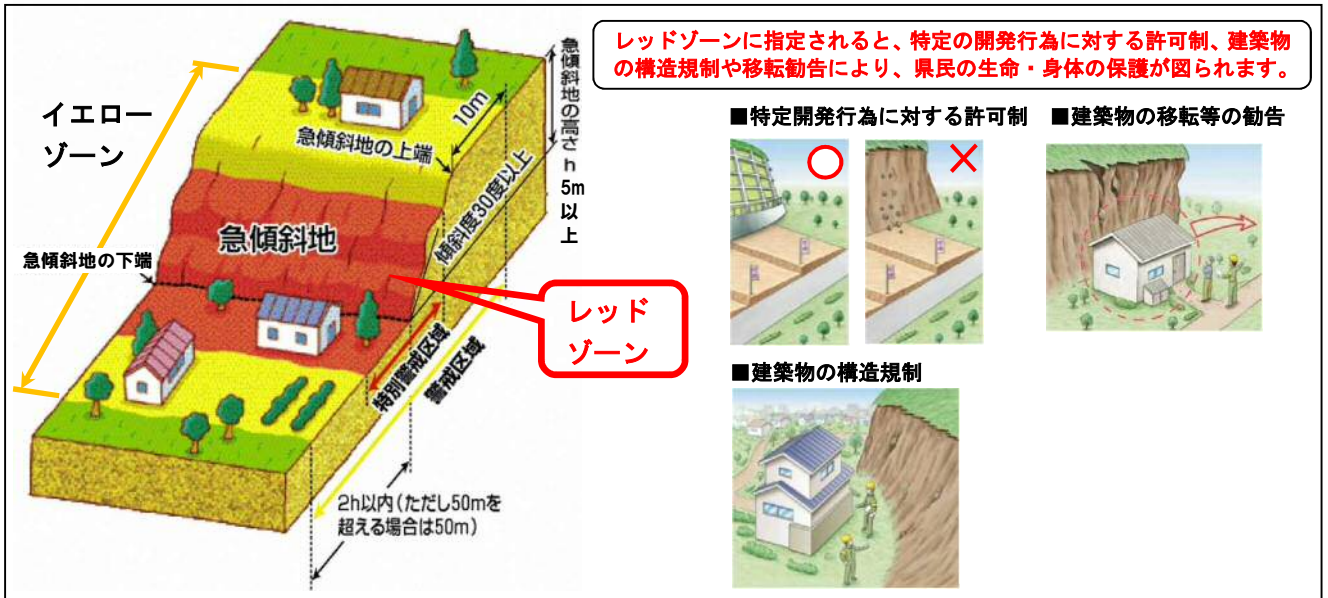 レッドゾーンに指定されると、特定の開発行為に対する許可制、建築物
の構造規制や移転勧告により、県民の生命・身体の保護が図られます。
イエロー
ゾーン
急傾斜地の上端
10m
急傾斜地の高さh
5m
以
上
傾斜度30度以上
急傾斜地
急傾斜地の下端
レッド
ゾーン
特別警戒区域
警戒区域
2h以内(ただし50mを
超える場合は50m)
■特定開発行為に対する許可制
■建築物の移転等の勧告
■建築物の構造規制